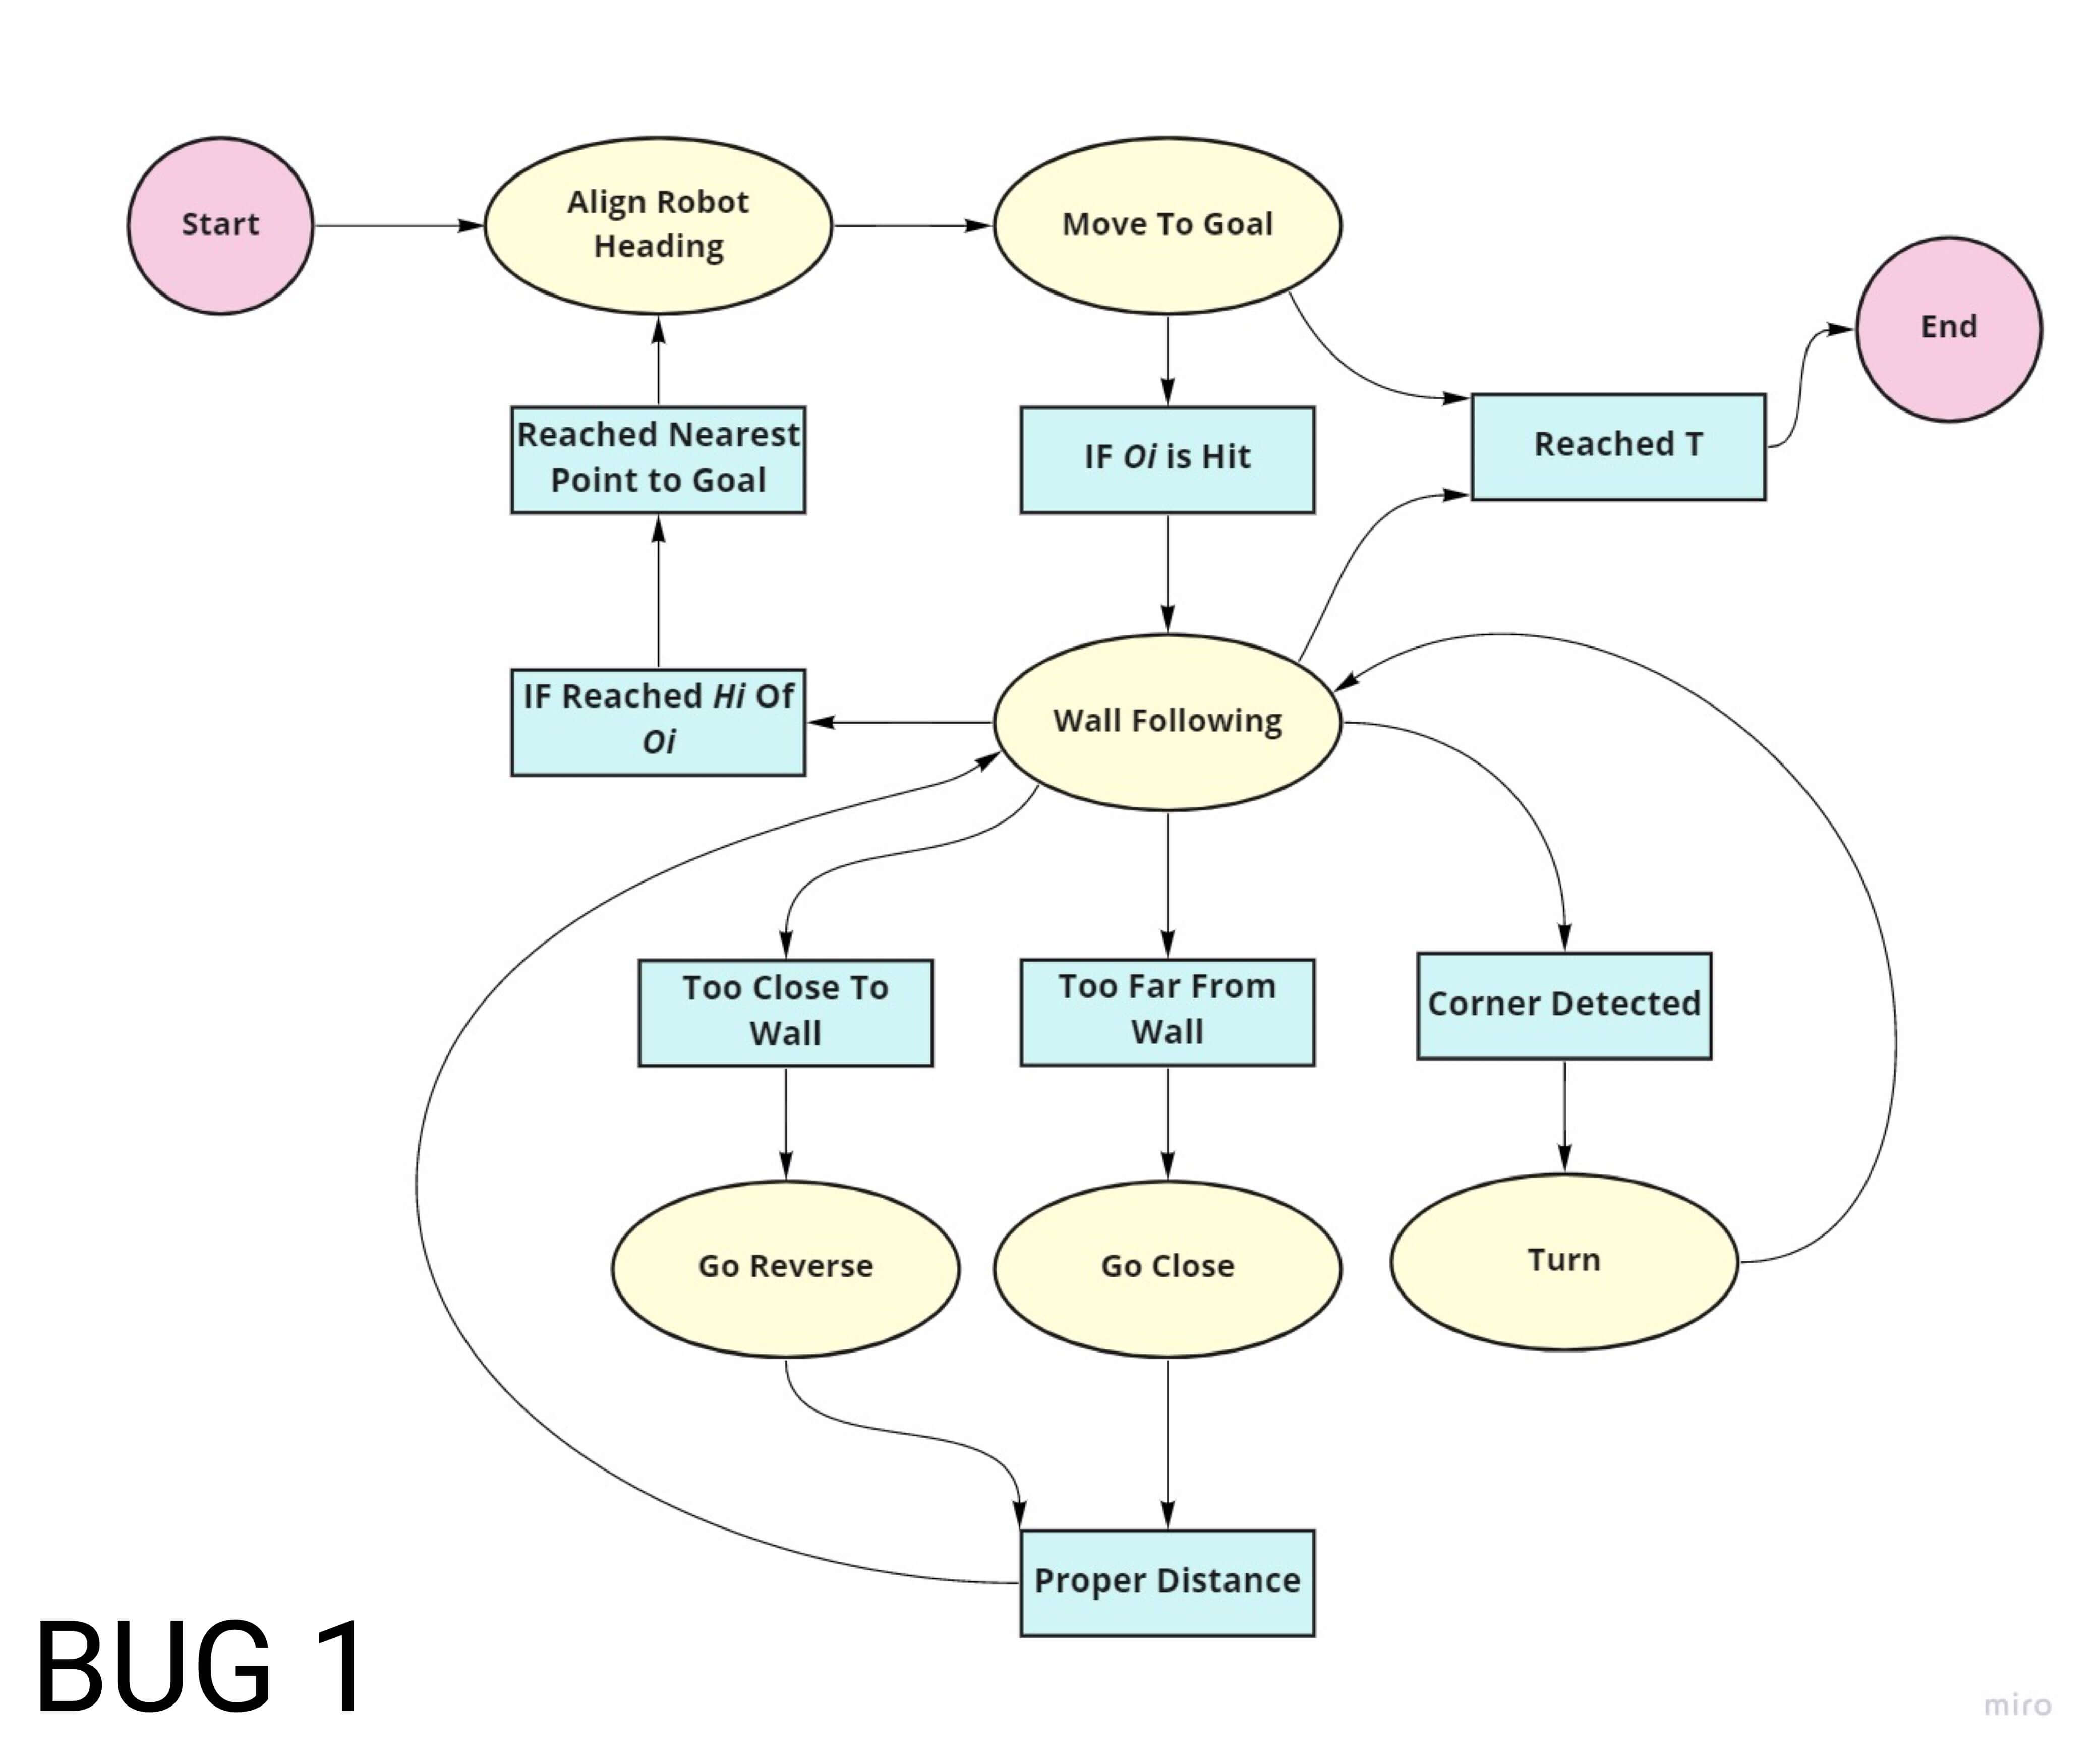 Start
Align Robot
Heading
Move To Goal
End
Reached Nearest
Point to Goal
IF Oi is Hit
Reached T
IF Reached Hi Of
Oi
Wall Following
Too Close To
Wall
Too Far From
Wall
Corner Detected
Go Reverse
Go Close
Turn
Proper Distance
BUG 1
miro